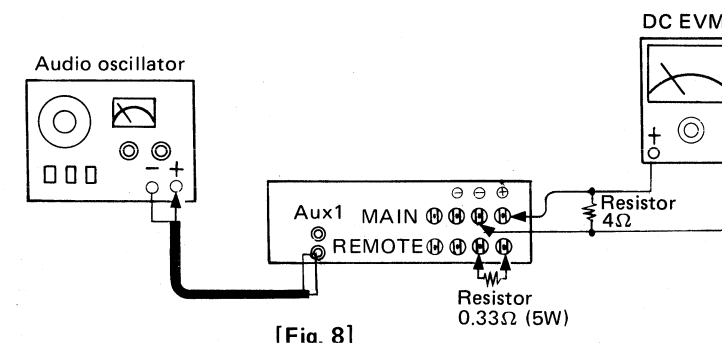 DC EVM
Audio oscillator
− +
+
⊖ ⊖ ⊕
Aux1 MAIN
Resistor
4Ω
REMOTE
Resistor
0.33Ω (5W)
[Fig. 8]